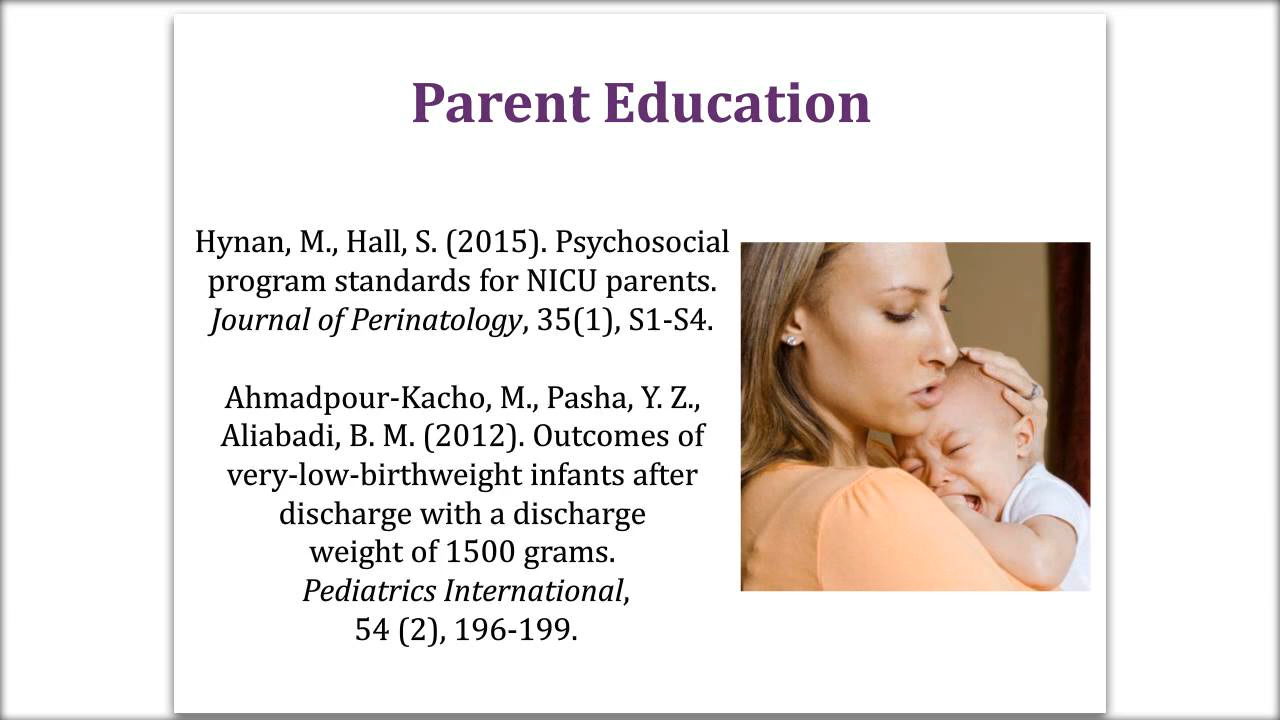 Parent Education
Hynan, M., Hall, S. (2015). Psychosocial
program standards for NICU parents.
Journal of Perinatology, 35(1), S1-S4.
Ahmadpour-Kacho, M., Pasha, Y. Z.,
Aliabadi, B. M. (2012). Outcomes of
very-low-birthweight infants after
discharge with a discharge
weight of 1500 grams.
Pediatrics International,
54 (2), 196-199.